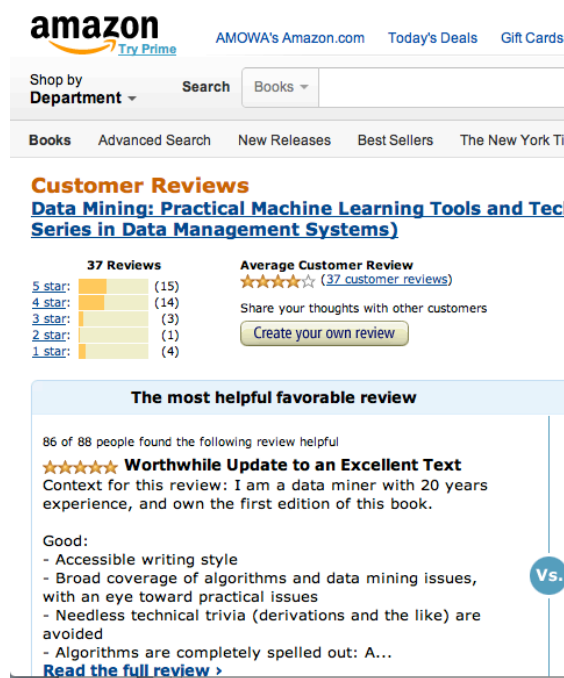 amazon
Try Prime
AMOWA's Amazon.com Today's Deals Gift Cards
Shop by
Department
Search Books
Books Advanced Search New Releases Best Sellers The New York Ti
Customer Reviews
Data Mining: Practical Machine Learning Tools and Tec
Series in Data Management Systems)
37 Reviews
5 star: (15)
4 star: (14)
3 star: (3)
2 star: (1)
1 star: (4)
Average Customer Review
(37 customer reviews)
Share your thoughts with other customers
Create your own review
The most helpful favorable review
86 of 88 people found the following review helpful
Worthwhile Update to an Excellent Text
Context for this review: I am a data miner with 20 years
experience, and own the first edition of this book.
Good:
- Accessible writing style
- Broad coverage of algorithms and data mining issues,
with an eye toward practical issues
- Needless technical trivia (derivations and the like) are
avoided
- Algorithms are completely spelled out: A...
Read the full review ›
Vs.